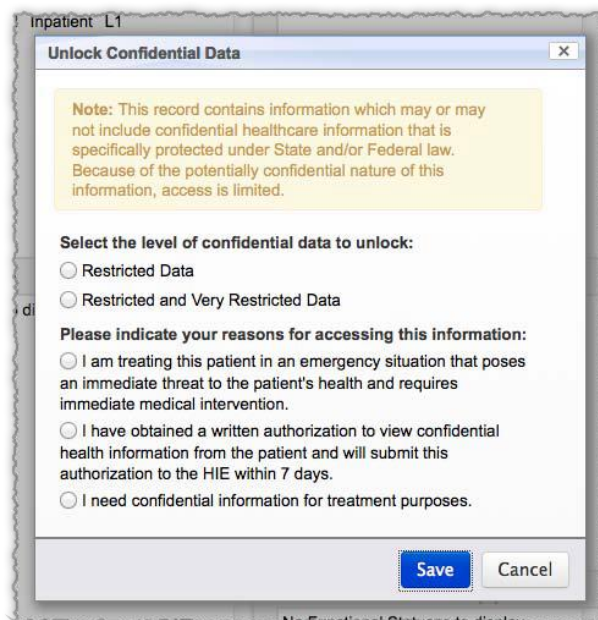 Inpatient L1
Unlock Confidential Data
Note: This record contains information which may or may
not include confidential healthcare information that is
specifically protected under State and/or Federal law.
Because of the potentially confidential nature of this
information, access is limited.
Select the level of confidential data to unlock:
Restricted Data
Restricted and Very Restricted Data
di
Please indicate your reasons for accessing this information:
I am treating this patient in an emergency situation that poses
an immediate threat to the patient's health and requires
immediate medical intervention.
I have obtained a written authorization to view confidential
health information from the patient and will submit this
authorization to the HIE within 7 days.
I need confidential information for treatment purposes.
Save Cancel